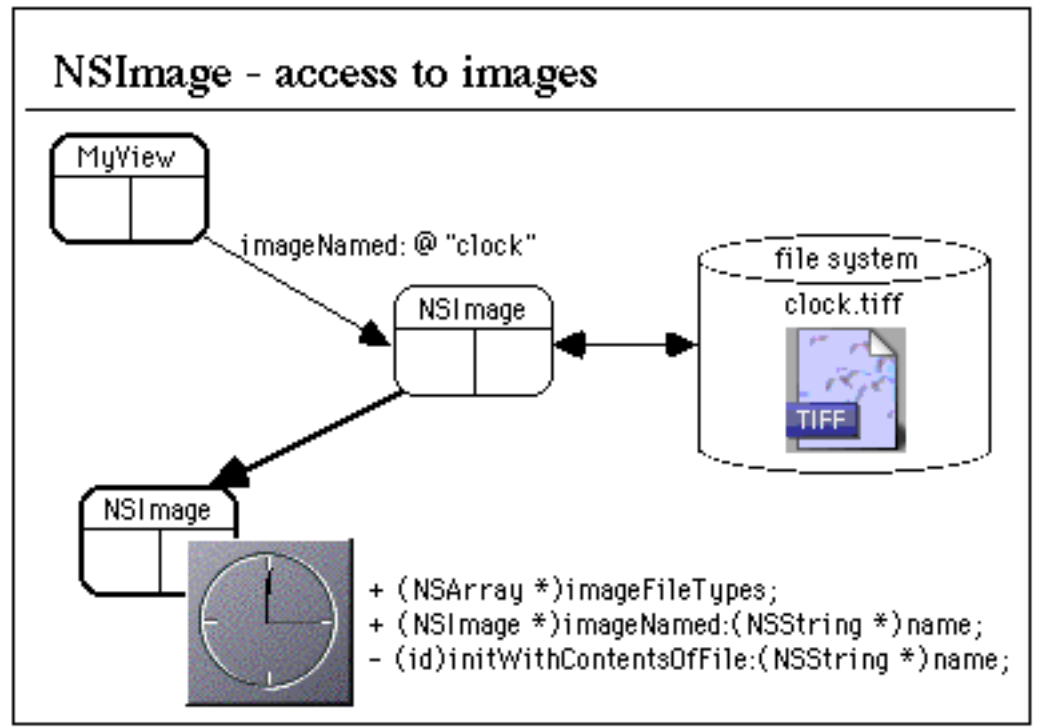 NSImage - access to images
MyView
imageNamed: @ "clock"
file system
NSImage
clock.tiff
TIFF
NSImage
+ (NSArray *)imageFileTypes;
+ (NSImage *)imageNamed:(NSString *)name;
- (id)initWithContentsOfFile:(NSString *)name;